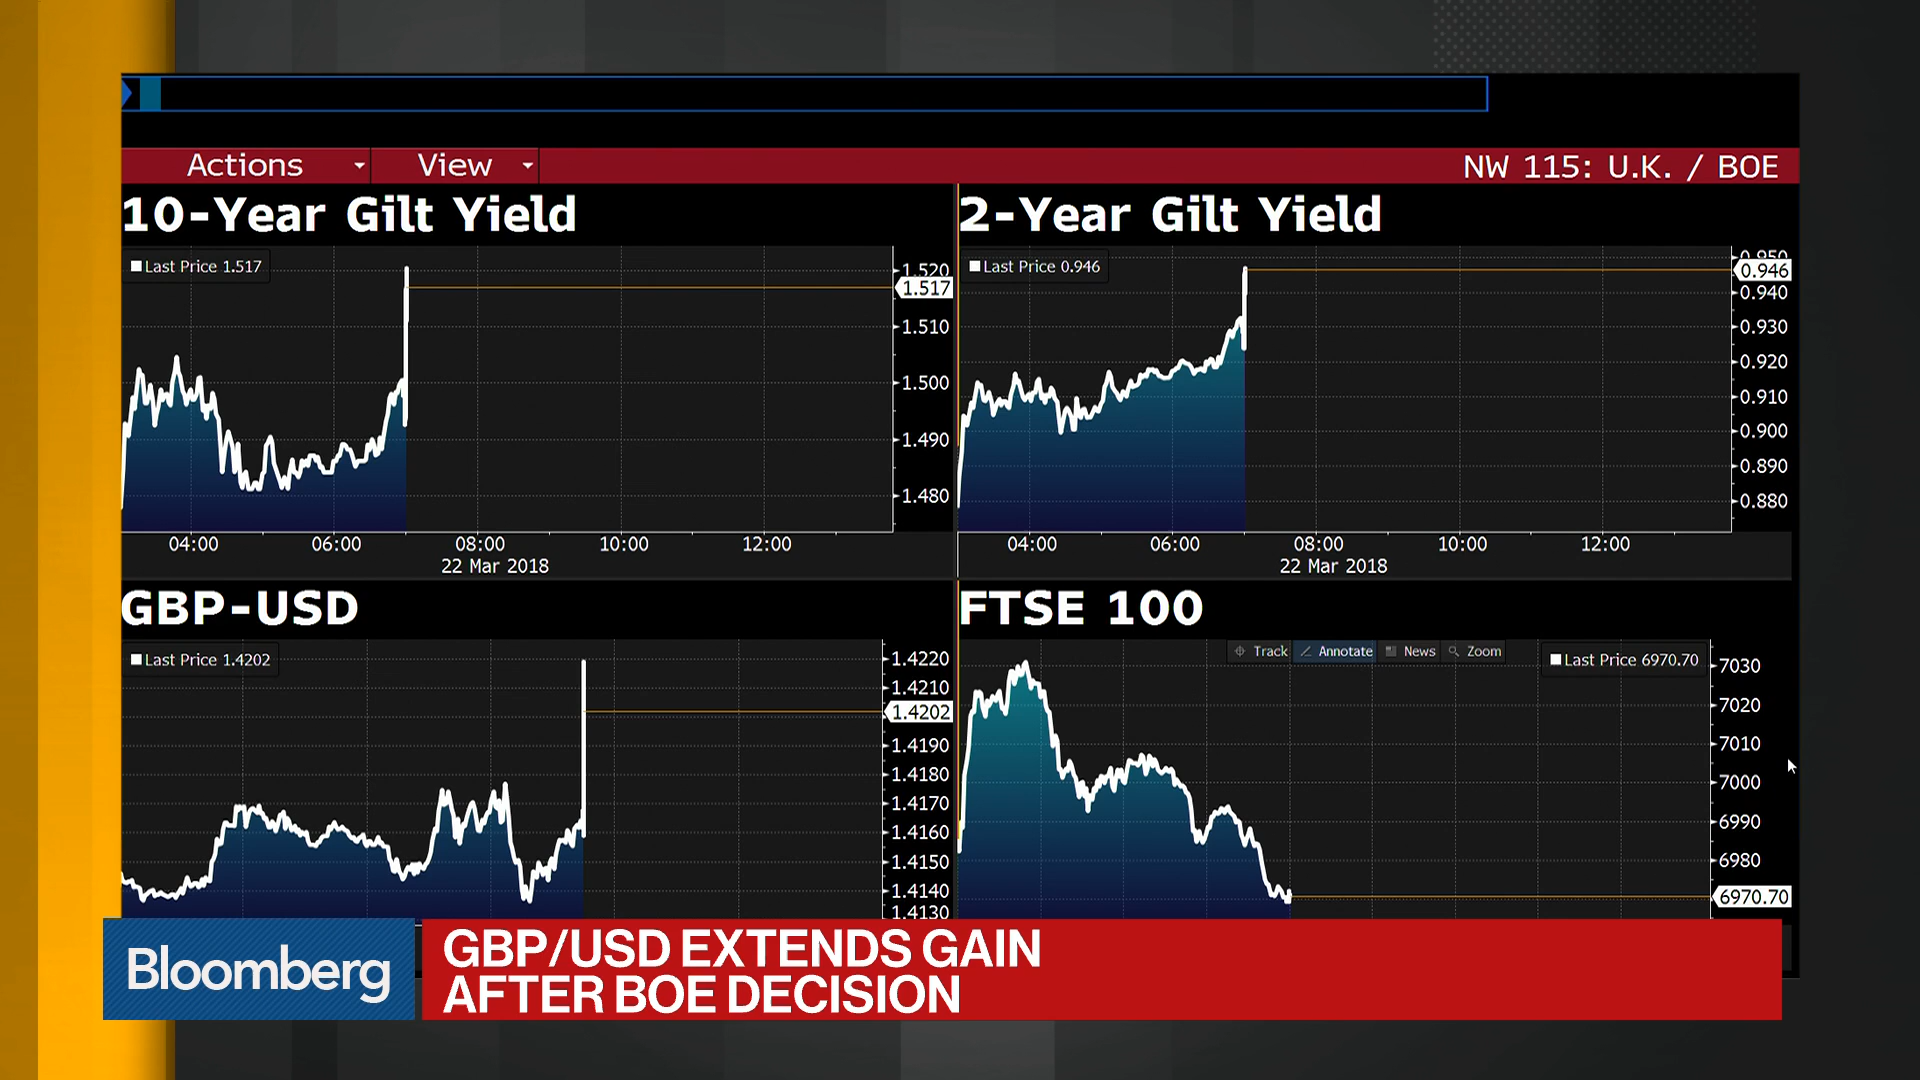 Actions
View
NW 115: U.K. / BOE
10-Year Gilt Yield
Last Price 1.517
1.520
1.517
1.510
1.500
1.490
1.480
04:00 06:00 08:00 10:00 12:00
22 Mar 2018
2-Year Gilt Yield
Last Price 0.946
0.950
0.946
0.940
0.930
0.920
0.910
0.900
0.890
0.880
04:00 06:00 08:00 10:00 12:00
22 Mar 2018
GBP-USD
Last Price 1.4202
1.4220
1.4210
1.4202
1.4190
1.4180
1.4170
1.4160
1.4150
1.4140
1.4130
FTSE 100
Track Annotate News Zoom
Last Price 6970.70
7030
7020
7010
7000
6990
6980
6970.70
Bloomberg
GBP/USD EXTENDS GAIN
AFTER BOE DECISION